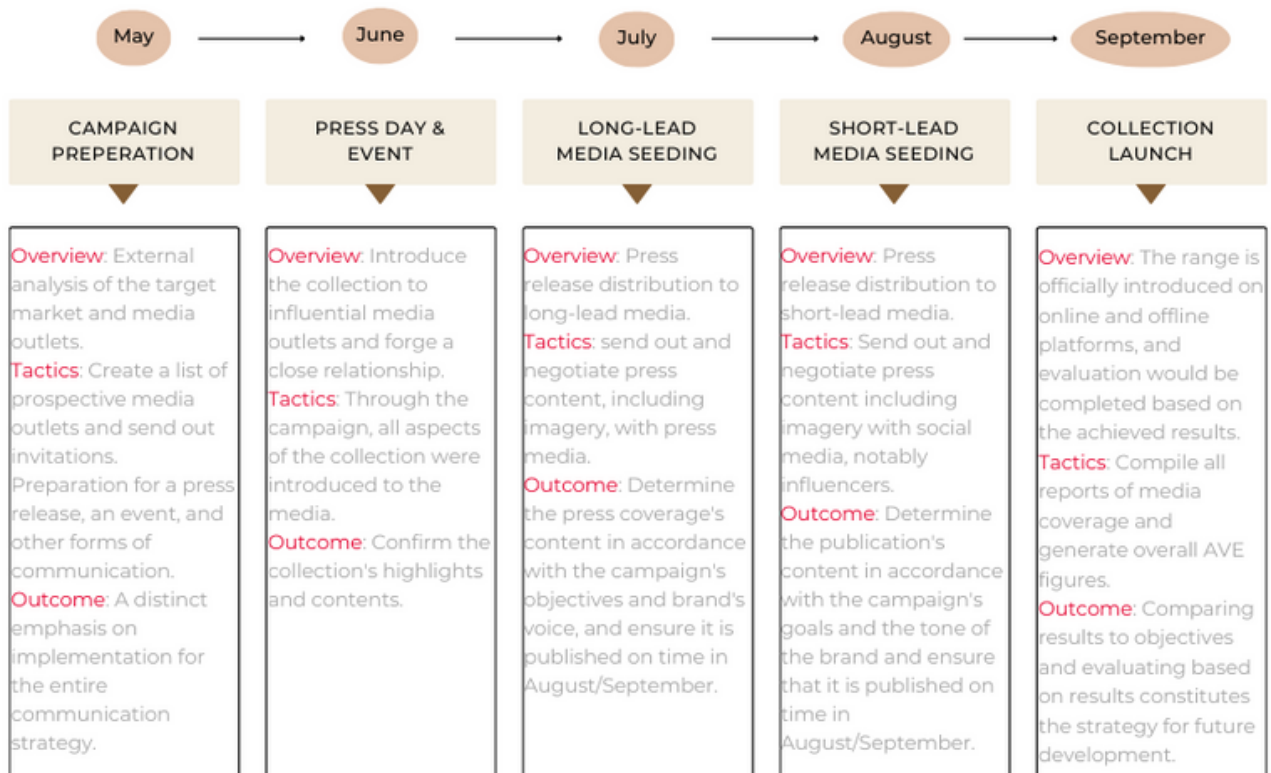 May
June
July
August
September
CAMPAIGN
PREPERATION
PRESS DAY &
EVENT
LONG-LEAD
MEDIA SEEDING
SHORT-LEAD
MEDIA SEEDING
COLLECTION
LAUNCH
Overview: External
analysis of the target
market and media
outlets.
Tactics: Create a list of
prospective media
outlets and send out
invitations.
Preparation for a press
release, an event, and
other forms of
communication.
Outcome: A distinct
emphasis on
implementation for
the entire
communication
strategy.
Overview: Introduce
the collection to
influential media
outlets and forge a
close relationship.
Tactics: Through the
campaign, all aspects
of the collection were
introduced to the
media.
Outcome: Confirm the
collection's highlights
and contents.
Overview: Press
release distribution to
long-lead media.
Tactics: send out and
negotiate press
content, including
imagery, with press
media.
Outcome: Determine
the press coverage's
content in accordance
with the campaign's
objectives and brand's
voice, and ensure it is
published on time in
August/September.
Overview: Press
release distribution to
short-lead media.
Tactics: Send out and
negotiate press
content including
imagery with social
media, notably
influencers.
Outcome: Determine
the publication's
content in accordance
with the campaign's
goals and the tone of
the brand and ensure
that it is published on
time in
August/September.
Overview: The range is
officially introduced on
online and offline
platforms, and
evaluation would be
completed based on
the achieved results.
Tactics: Compile all
reports of media
coverage and
generate overall AVE
figures.
Outcome: Comparing
results to objectives
and evaluating based
on results constitutes
the strategy for future
development.